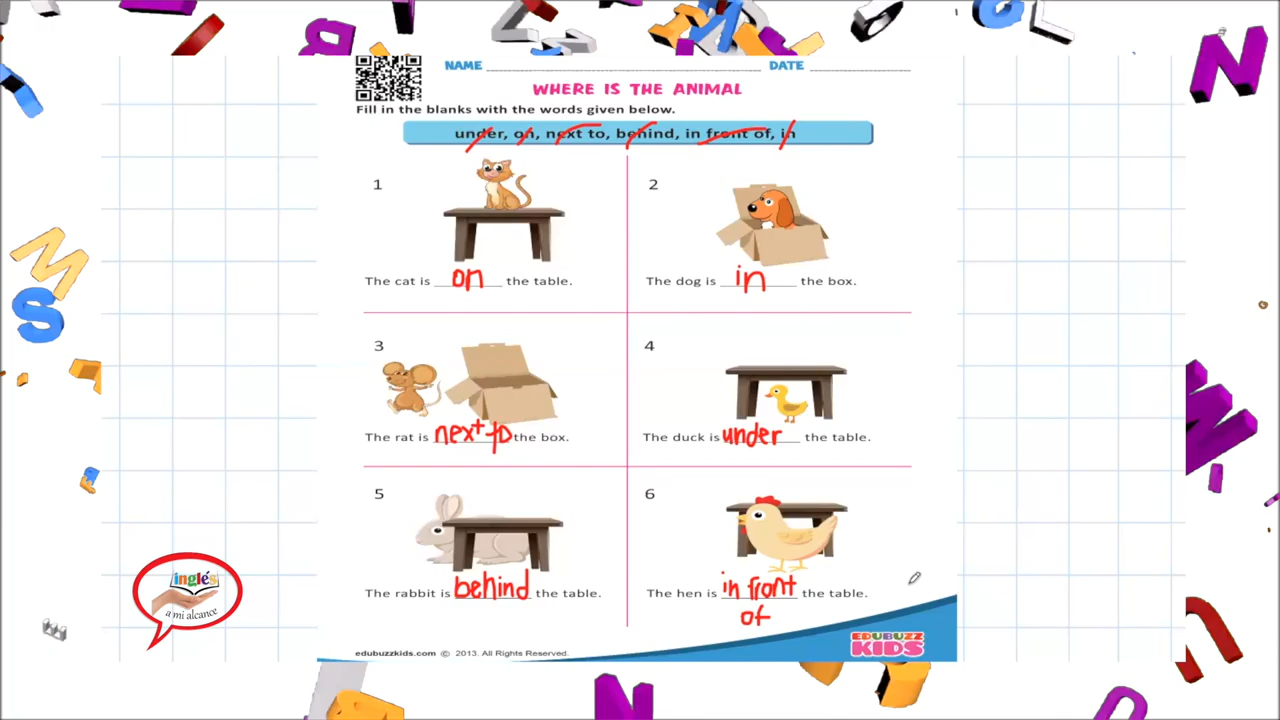 NAME DATE
WHERE IS THE ANIMAL
Fill in the blanks with the words given below.
under, on, next to, behind, in front of, in
1
The cat is on the table.
2
The dog is in the box.
3
The rat is next to the box.
4
The duck is under the table.
5
The rabbit is behind the table.
6
The hen is in front of the table.
inglés
a mi alcance
edubuzzkids.com © 2013. All Rights Reserved.
EDUBUZZ
KIDS